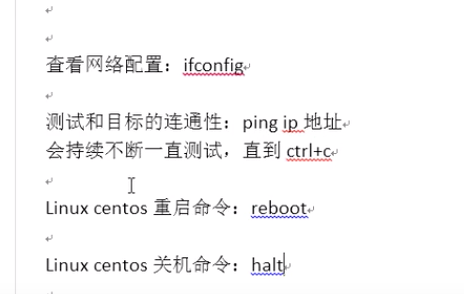 查看网络配置：ifconfig
测试和目标的连通性：ping ip 地址
会持续不断一直测试，直到 ctrl+c
Linux centos 重启命令：reboot
Linux centos 关机命令：halt